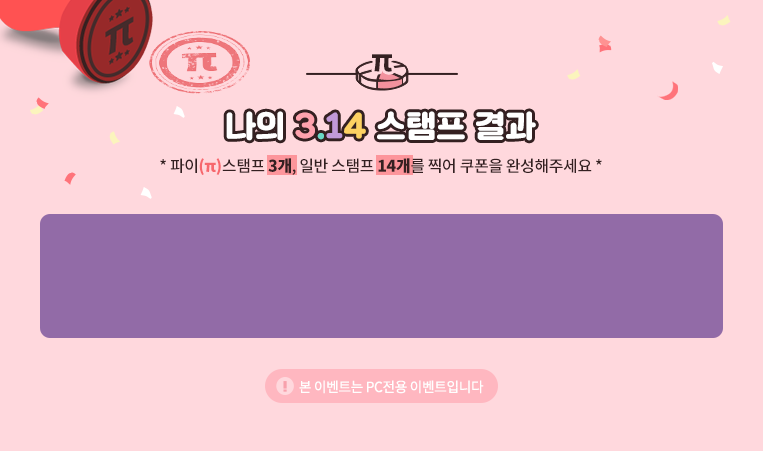 π
π
π
나의 3.14 스탬프 결과
* 파이(π)스탬프 3개, 일반 스탬프 14개를 찍어 쿠폰을 완성해주세요 *
본 이벤트는 PC전용 이벤트입니다